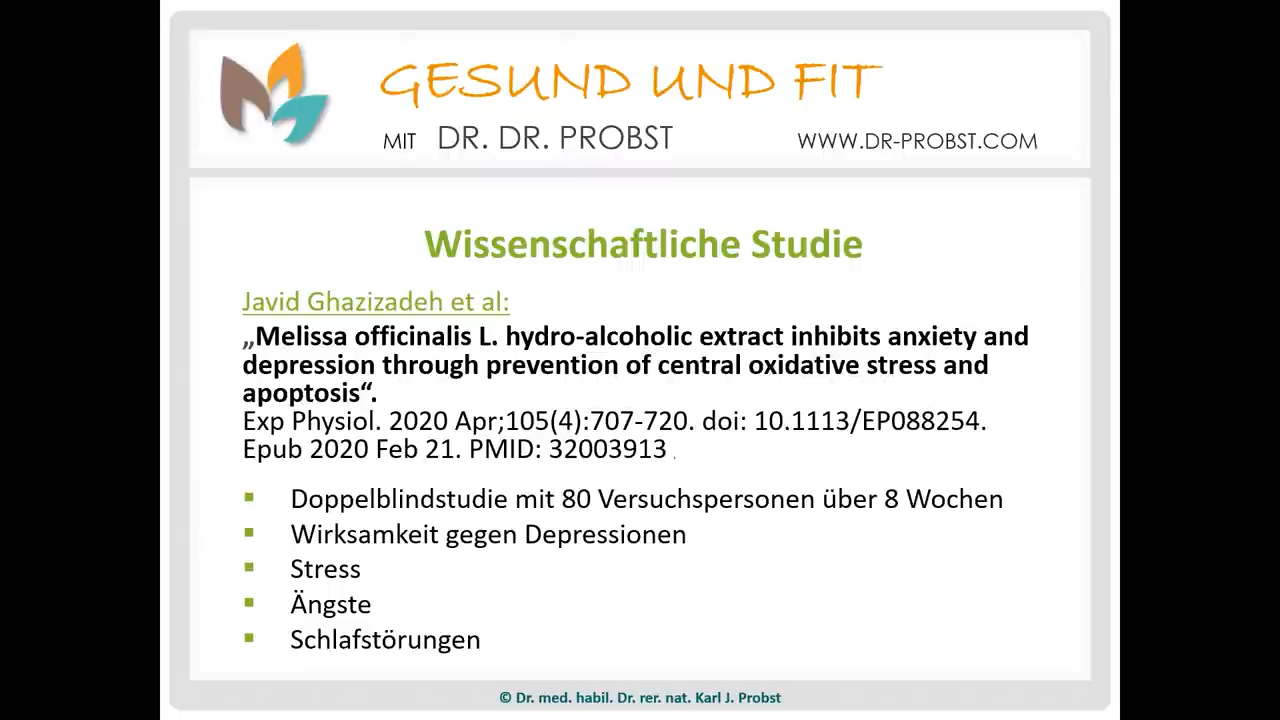 GESUND UND FIT
MIT DR. DR. PROBST WWW.DR-PROBST.COM
Wissenschaftliche Studie
Javid Ghazizadeh et al:
„Melissa officinalis L. hydro-alcoholic extract inhibits anxiety and
depression through prevention of central oxidative stress and
apoptosis“.
Exp Physiol. 2020 Apr;105(4):707-720. doi: 10.1113/EP088254.
Epub 2020 Feb 21. PMID: 32003913 .
▪ Doppelblindstudie mit 80 Versuchspersonen über 8 Wochen
▪ Wirksamkeit gegen Depressionen
▪ Stress
▪ Ängste
▪ Schlafstörungen
© Dr. med. habil. Dr. rer. nat. Karl J. Probst